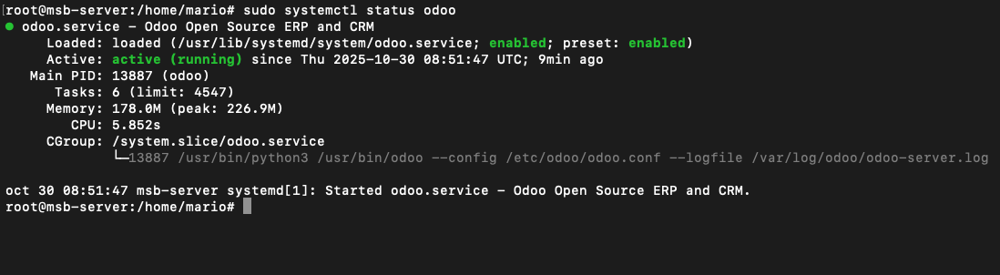 [root@msb-server:/home/mario# sudo systemctl status odoo
● odoo.service – Odoo Open Source ERP and CRM
     Loaded: loaded (/usr/lib/systemd/system/odoo.service; enabled; preset: enabled)
     Active: active (running) since Thu 2025-10-30 08:51:47 UTC; 9min ago
   Main PID: 13887 (odoo)
      Tasks: 6 (limit: 4547)
     Memory: 178.0M (peak: 226.9M)
        CPU: 5.852s
     CGroup: /system.slice/odoo.service
             └─13887 /usr/bin/python3 /usr/bin/odoo --config /etc/odoo/odoo.conf --logfile /var/log/odoo/odoo-server.log
oct 30 08:51:47 msb-server systemd[1]: Started odoo.service – Odoo Open Source ERP and CRM.
root@msb-server:/home/mario#